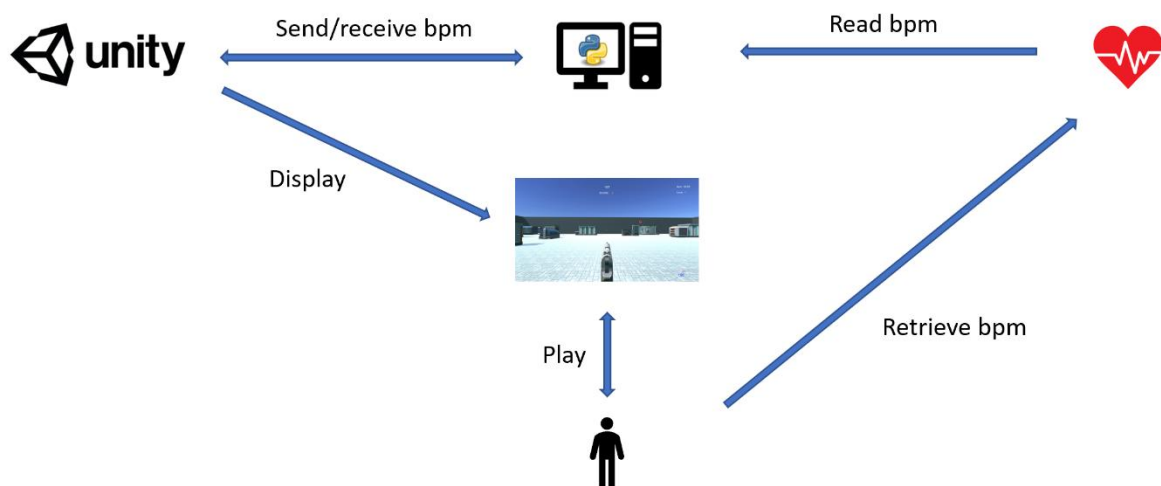 Send/receive bpm
Read bpm
unity
Display
Retrieve bpm
Play